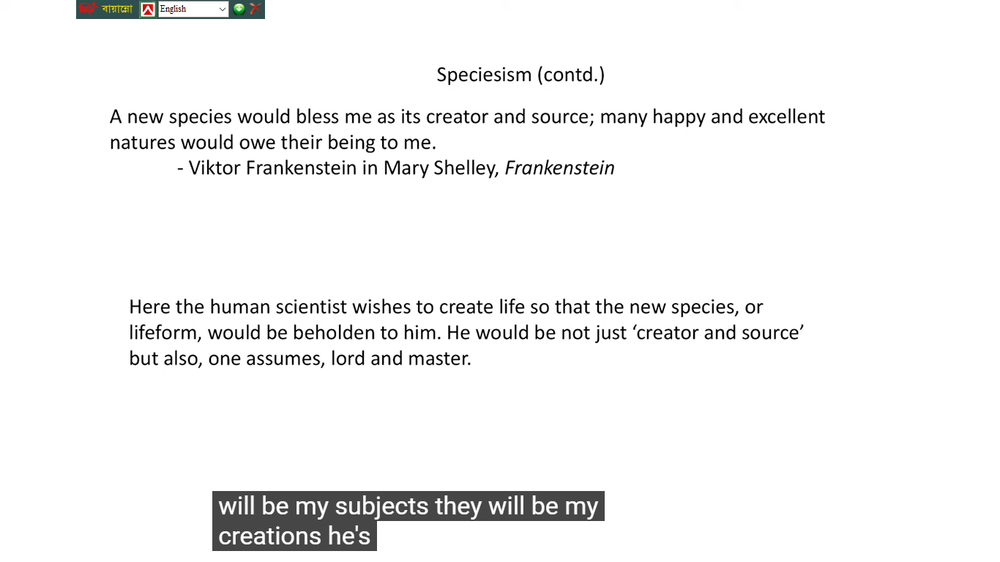 বায়ান্নো English
Speciesism (contd.)
A new species would bless me as its creator and source; many happy and excellent
natures would owe their being to me.
- Viktor Frankenstein in Mary Shelley, Frankenstein
Here the human scientist wishes to create life so that the new species, or
lifeform, would be beholden to him. He would be not just ‘creator and source’
but also, one assumes, lord and master.
will be my subjects they will be my
creations he's